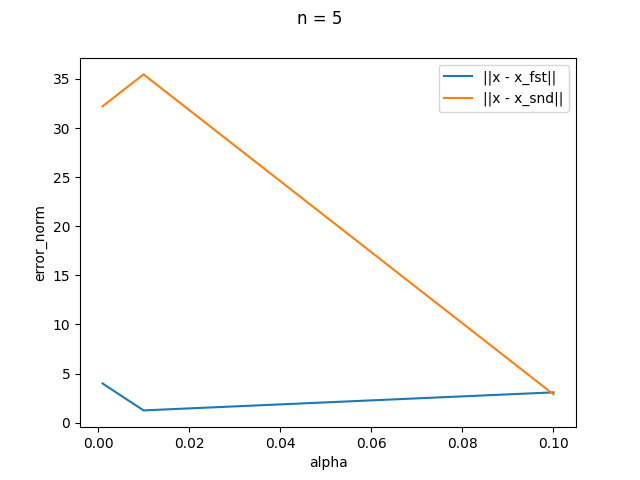 n = 5
||x - x_fst||
||x - x_snd||
error_norm
35
30
25
20
15
10
5
0
0.00 0.02 0.04 0.06 0.08 0.10
alpha